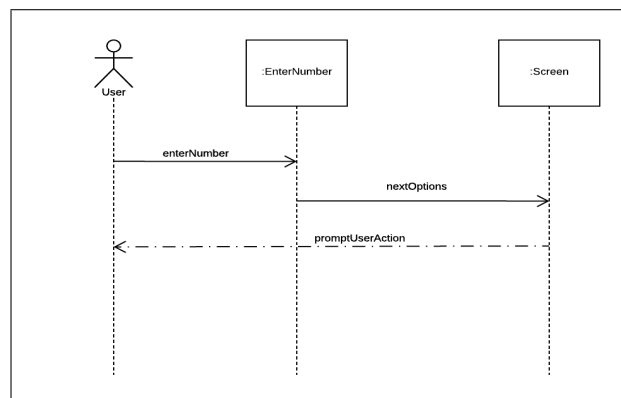 :EnterNumber
:Screen
User
enterNumber
nextOptions
promptUserAction